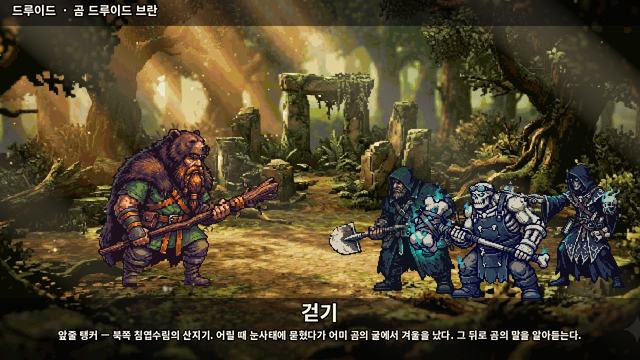 드루이드 · 곰 드루이드 브란
걷기
앞줄 탱커 — 북쪽 침엽수림의 산지기. 어릴 때 눈사태에 묻혔다가 어미 곰의 굴에서 겨울을 났다. 그 뒤로 곰의 말을 알아듣는다.